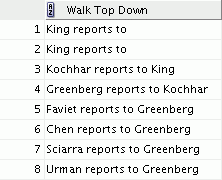 Walk Top Down
1 King reports to
2 King reports to
3 Kochhar reports to King
4 Greenberg reports to Kochhar
5 Faviet reports to Greenberg
6 Chen reports to Greenberg
7 Sciarra reports to Greenberg
8 Urman reports to Greenberg